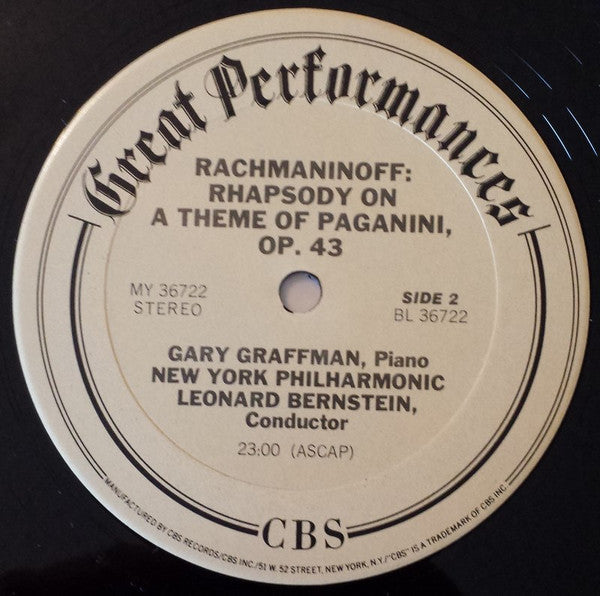 Great Performances
RACHMANINOFF:
RHAPSODY ON
A THEME OF PAGANINI,
OP. 43
MY 36722
STEREO
SIDE 2
BL 36722
GARY GRAFFMAN, Piano
NEW YORK PHILHARMONIC
LEONARD BERNSTEIN,
Conductor
23:00 (ASCAP)
CBS
MANUFACTURED BY CBS RECORDS/CBS INC./51 W. 52 STREET, NEW YORK, N.Y./"CBS" IS A TRADEMARK OF CBS INC.